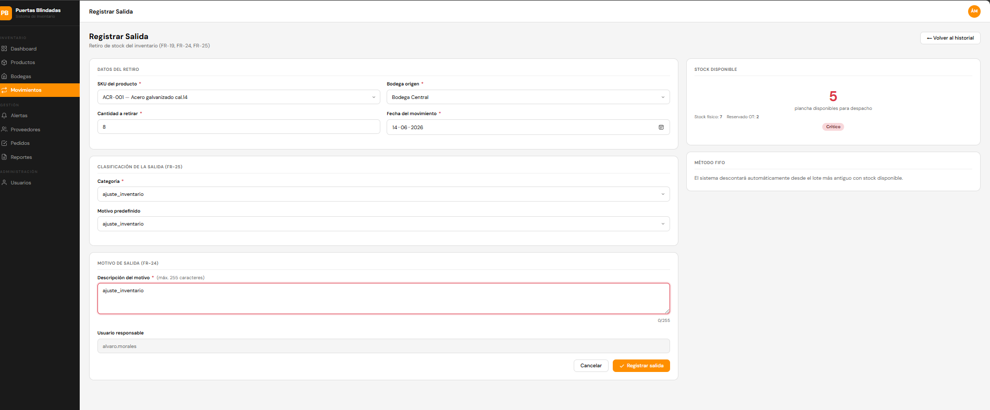 PB
Puertas Blindadas
Sistema de Inventario
Registrar Salida
AM
INVENTARIO
Dashboard
Productos
Bodegas
Movimientos
GESTIÓN
Alertas
Proveedores
Pedidos
Reportes
ADMINISTRACIÓN
Usuarios
Registrar Salida
Retiro de stock del inventario (FR-19, FR-24, FR-25)
← Volver al historial
DATOS DEL RETIRO
SKU del producto *
ACR-001 — Acero galvanizado cal.14
Bodega origen *
Bodega Central
Cantidad a retirar *
8
Fecha del movimiento *
14-06-2026
CLASIFICACIÓN DE LA SALIDA (FR-25)
Categoría *
ajuste_inventario
Motivo predefinido
ajuste_inventario
MOTIVO DE SALIDA (FR-24)
Descripción del motivo * (máx. 255 caracteres)
ajuste_inventario
0/255
Usuario responsable
alvaro.morales
Cancelar
✓ Registrar salida
STOCK DISPONIBLE
5
plancha disponibles para despacho
Stock físico: 7 Reservado OT: 2
Crítico
MÉTODO FIFO
El sistema descontará automáticamente desde el lote más antiguo con stock disponible.